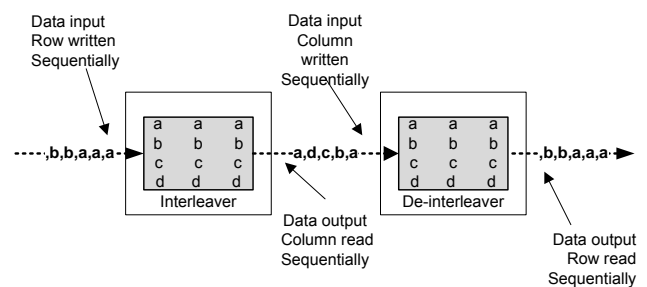 Data input
Row written
Sequentially
Data input
Column
written
Sequentially
a a a
b b b
c c c
d d d
a a a
b b b
c c c
d d d
,b,b,a,a,a
a,d,c,b,a
,b,b,a,a,a
Interleaver
De-interleaver
Data output
Column read
Sequentially
Data output
Row read
Sequentially